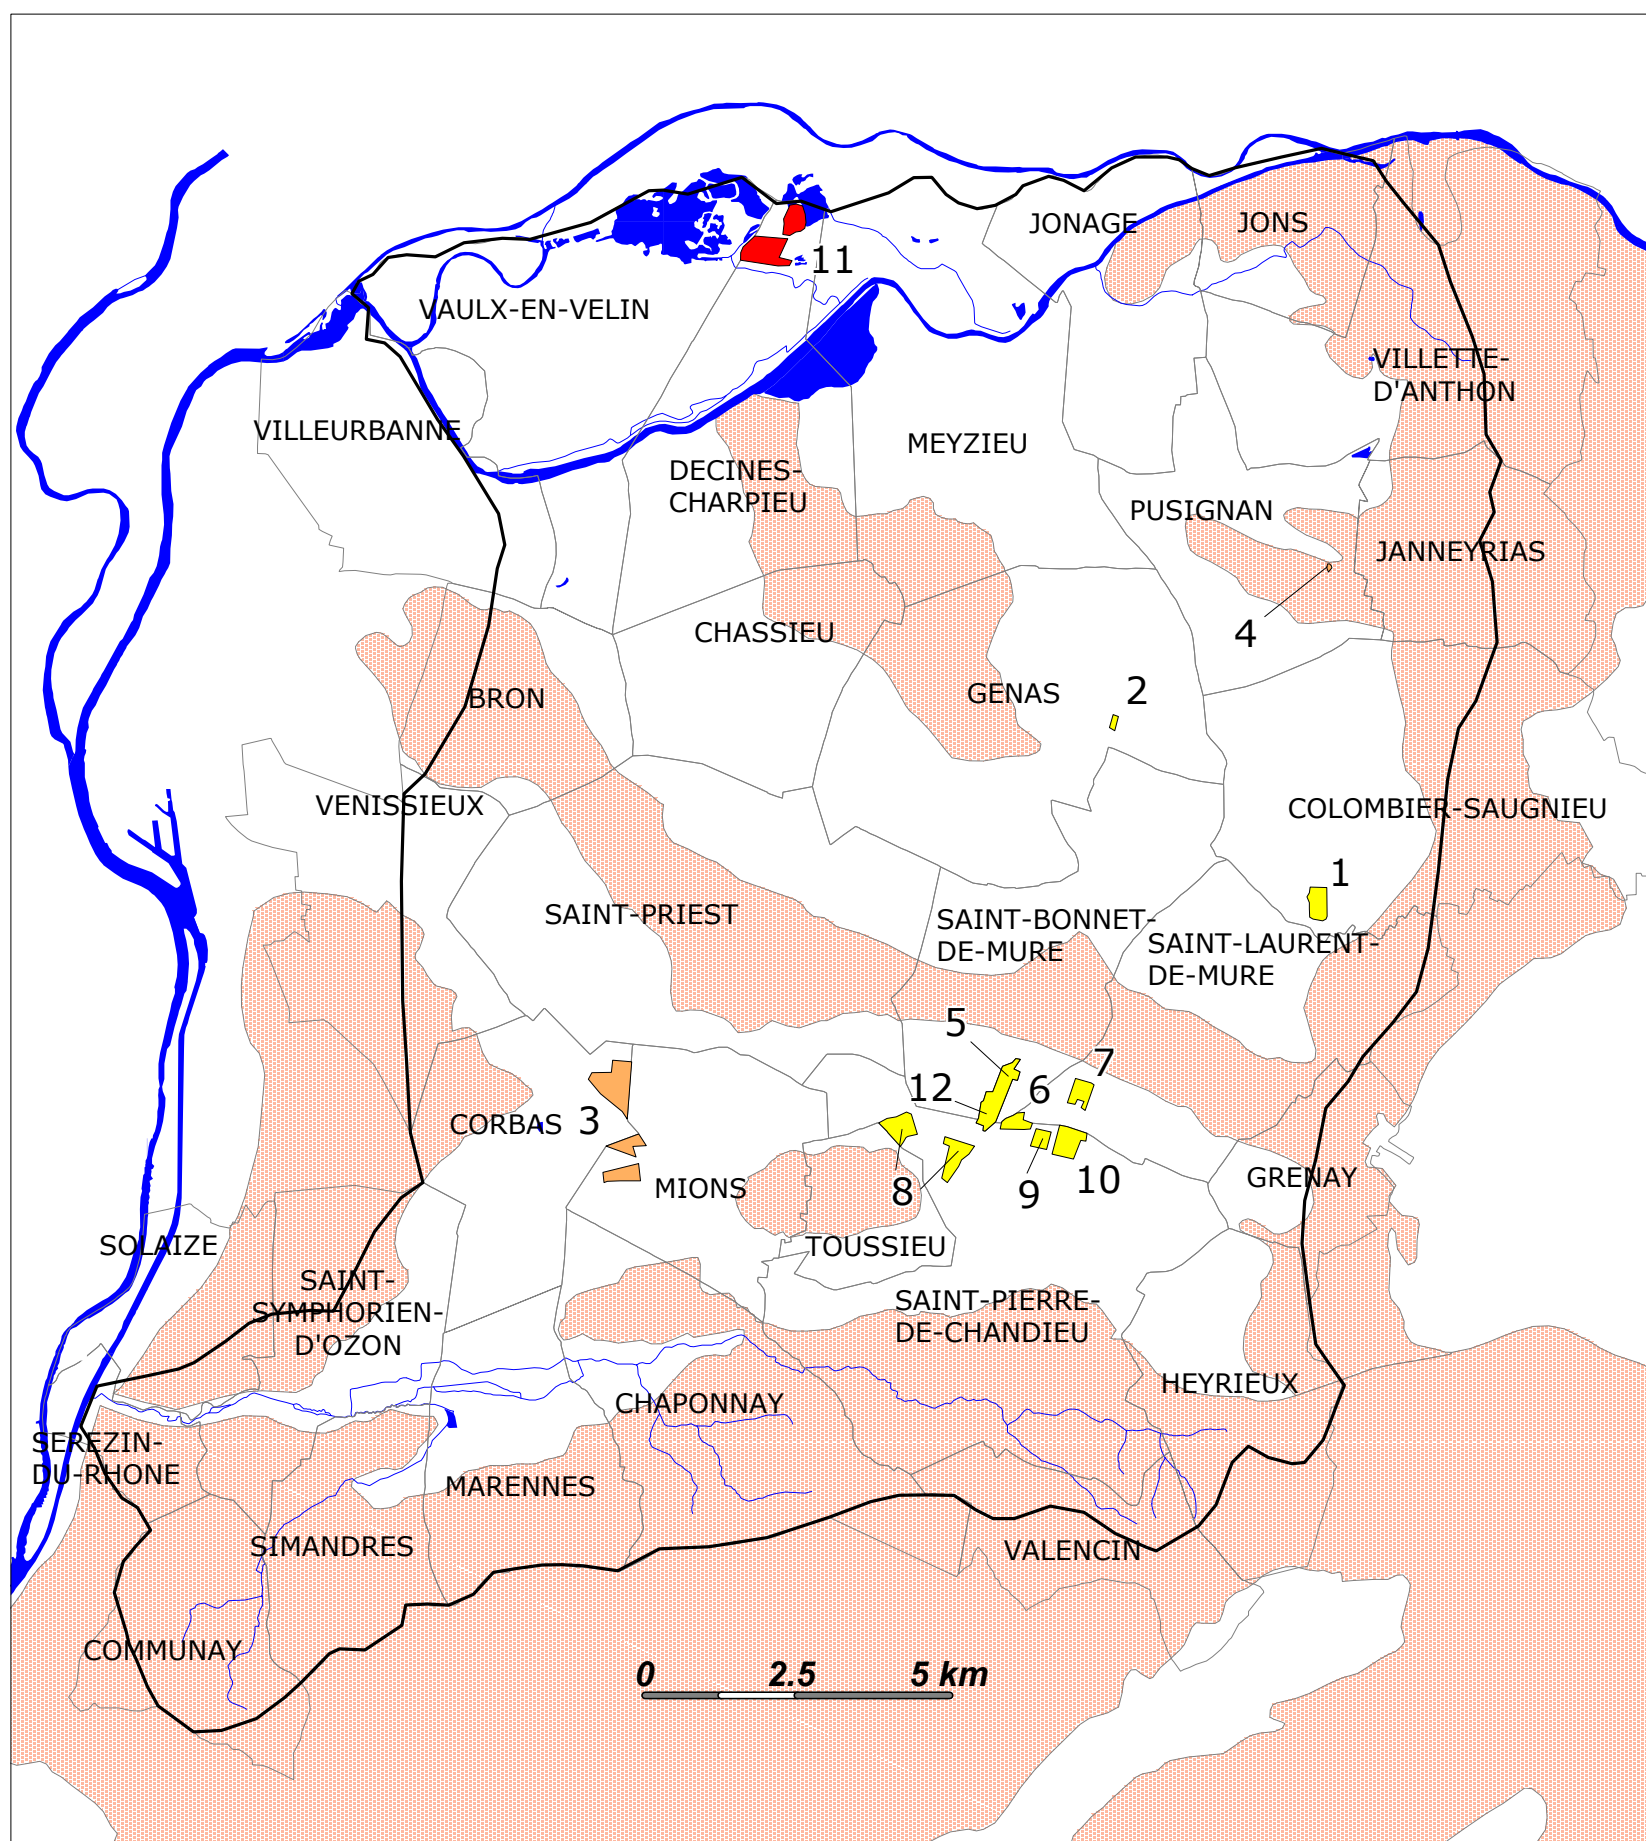 JONAGE
JONS
11
VAULX-EN-VELIN
VILLETTE-
D'ANTHON
VILLEURBANNE
MEYZIEU
DECINES-
CHARPIEU
PUSIGNAN
JANNEYRIAS
CHASSIEU
4
BRON
GENAS
2
VENISSIEUX
COLOMBIER-SAUGNIEU
1
SAINT-PRIEST
SAINT-BONNET-
DE-MURE
SAINT-LAURENT-
DE-MURE
5
7
12
6
CORBAS
3
MIONS
8
9
10
GRENAY
SOLAIZE
TOUSSIEU
SAINT-
SYMPHORIEN-
D'OZON
SAINT-PIERRE-
DE-CHANDIEU
HEYRIEUX
CHAPONNAY
SEREZIN-
DU-RHONE
MARENNES
SIMANDRES
VALENCIN
COMMUNAY
0 2.5 5 km